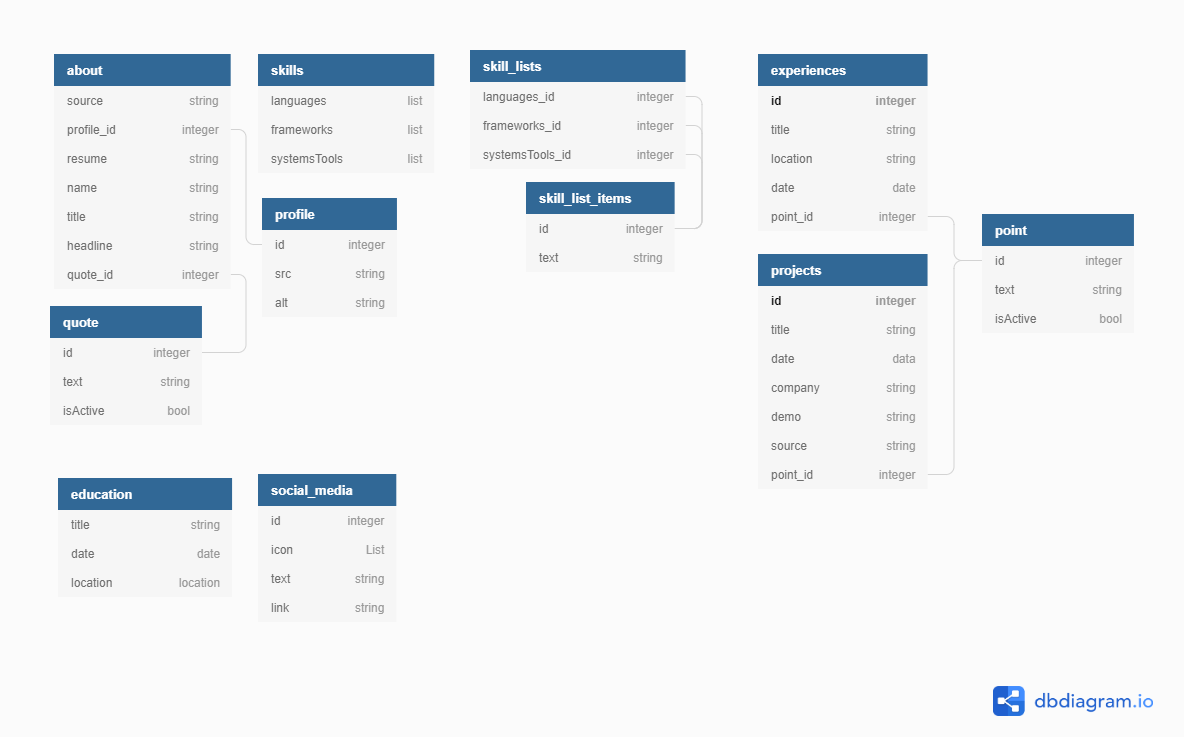 about
source string
profile_id integer
resume string
name string
title string
headline string
quote_id integer
skills
languages list
frameworks list
systemsTools list
skill_lists
languages_id integer
frameworks_id integer
systemsTools_id integer
experiences
id integer
title string
location string
date date
point_id integer
profile
id integer
src string
alt string
skill_list_items
id integer
text string
point
id integer
text string
isActive bool
projects
id integer
title string
date data
company string
demo string
source string
point_id integer
quote
id integer
text string
isActive bool
education
title string
date date
location location
social_media
id integer
icon List
text string
link string
dbdiagram.io